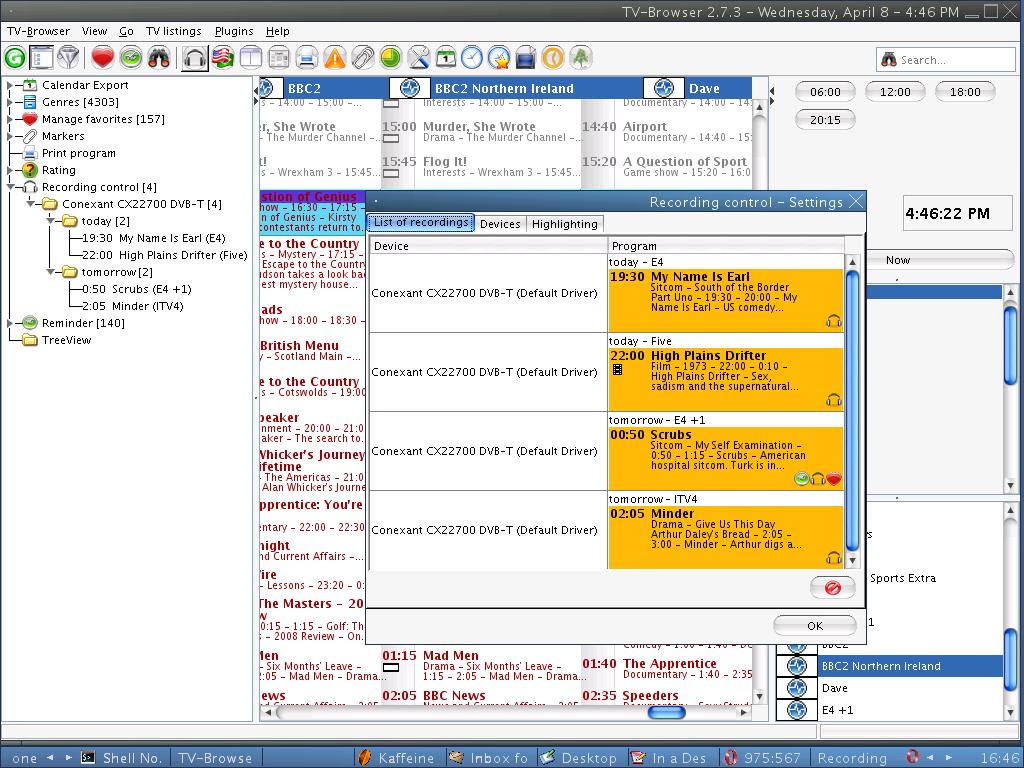 TV-Browser 2.7.3 – Wednesday, April 8 – 4:46 PM
TV-Browser View Go TV listings Plugins Help
Search...
Calendar Export
Genres [4303]
Manage favorites [157]
Markers
Print program
Rating
Recording control [4]
Conexant CX22700 DVB-T [4]
today [2]
19:30 My Name Is Earl (E4)
22:00 High Plains Drifter (Five)
tomorrow [2]
0:50 Scrubs (E4 +1)
2:05 Minder (ITV4)
Reminder [140]
TreeView
BBC2
BBC2 Northern Ireland
Dave
s – 14:00 – 15:00...
Interests – 14:00 – 15:00...
Documentary – 14:40 – 15:
r, She Wrote
– The Murder Channel –...
15:00 Murder, She Wrote
Drama – The Murder Channel –...
14:40 Airport
Documentary – 14:40 – 15:
t!
s – Wrexham 3 – 15:45...
15:45 Flog It!
Interests – Wrexham 3 – 15:45...
15:20 A Question of Sport
Game show – 15:20 – 16:0
stion of Genius
how – 16:30 – 17:15 –
n of Genius – Kirsty
contestants return to...
e to the Country
s – Mystery – 17:15 –
Escape to the Country
dson takes a look bac
est mystery house...
ads
how – 18:00 – 18:30 –
British Menu
y – Scotland Main –...
e to the Country
s – Cotswolds – 19:00
peaker
nment – 20:00 – 21:0
aker – The search to.
Whicker's Journey
ifetime
– The Americas – 21:0
Alan Whicker's Journe
pprentice: You're
entary – 22:00 – 22:30
night
nd Current Affairs –...
ire
– Lessons – 23:20 – 0:
The Masters – 20
w
0:15 – 1:15 – Golf: Th
s – 2008 Review – On.
Men
– Six Months' Leave –
2:05 – Mad Men – Drama...
01:15 Mad Men
Drama – Six Months' Leave –
1:15 – 2:05 – Mad Men – Drama...
01:40 The Apprentice
Documentary – 1:40 – 2:35
ews
02:05 BBC News
02:35 Speeders
Recording control – Settings
List of recordings Devices Highlighting
Device Program
Conexant CX22700 DVB-T (Default Driver)
today – E4
19:30 My Name Is Earl
Sitcom – South of the Border
Part Uno – 19:30 – 20:00 – My
Name Is Earl – US comedy...
Conexant CX22700 DVB-T (Default Driver)
today – Five
22:00 High Plains Drifter
Film – 1973 – 22:00 – 0:10 –
High Plains Drifter – Sex,
sadism and the supernatural...
Conexant CX22700 DVB-T (Default Driver)
tomorrow – E4 +1
00:50 Scrubs
Sitcom – My Self Examination –
0:50 – 1:15 – Scrubs – American
hospital sitcom. Turk is in...
Conexant CX22700 DVB-T (Default Driver)
tomorrow – ITV4
02:05 Minder
Drama – Give Us This Day
Arthur Daley's Bread – 2:05 –
3:00 – Minder – Arthur digs a...
OK
06:00 12:00 18:00
20:15
4:46:22 PM
Now
Sports Extra
BBC2
BBC2 Northern Ireland
Dave
E4 +1
one Shell No. TV-Browse Kaffeine Inbox fo Desktop In a Des 975:567 Recording 16:46